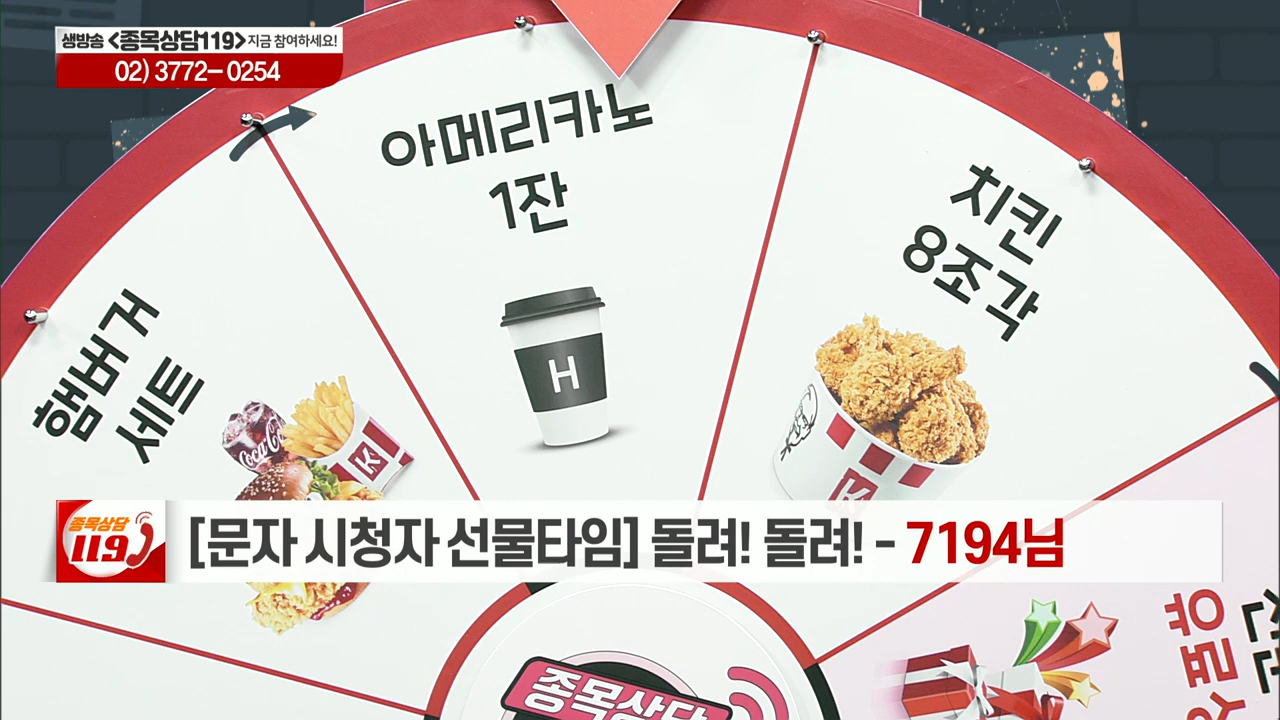 생방송 <종목상담119> 지금 참여하세요!
02) 3772-0254
아메리카노
1잔
치킨
8조각
햄버거
세트
Coca-Cola
H
K
K
종목상담
119
[문자 시청자 선물타임] 돌려! 돌려! - 7194님
종목상담